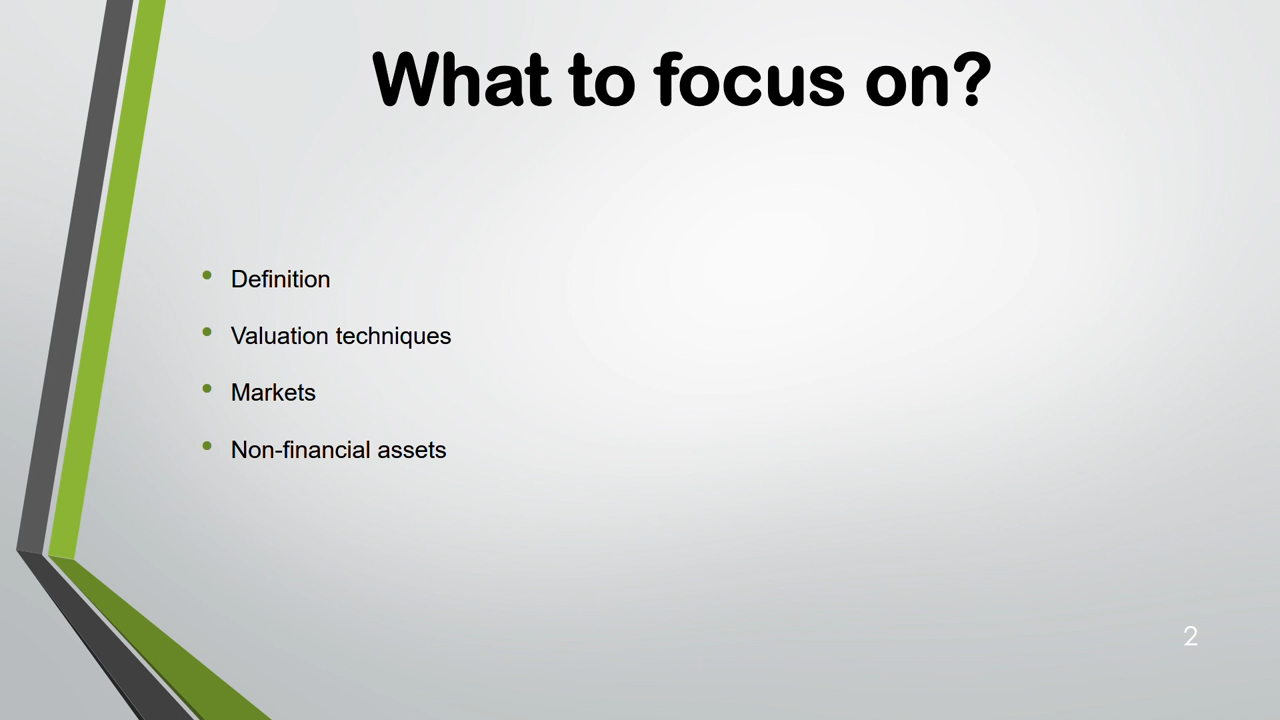 What to focus on?
• Definition
• Valuation techniques
• Markets
• Non-financial assets
2